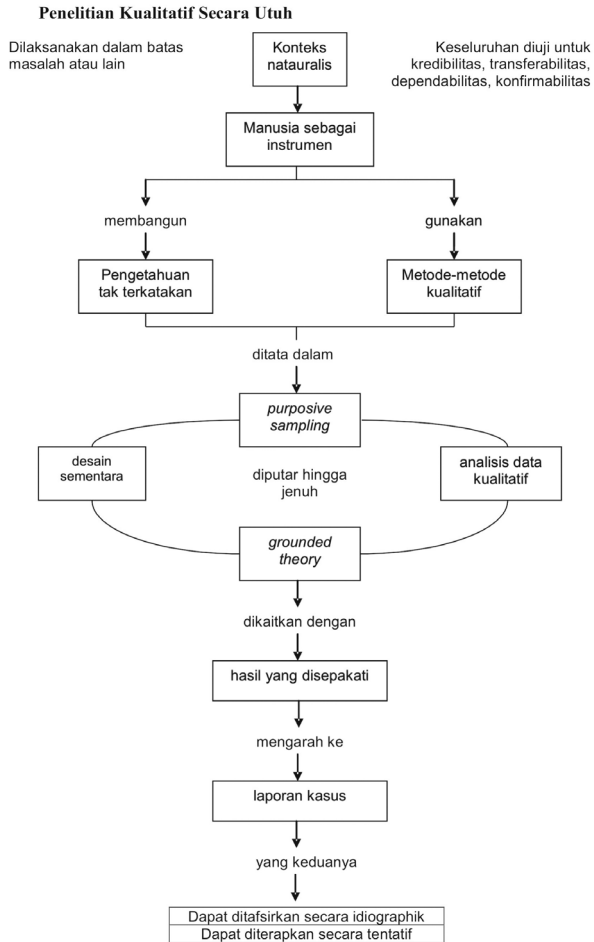 Penelitian Kualitatif Secara Utuh
Dilaksanakan dalam batas
masalah atau lain
Konteks
natauralis
Keseluruhan diuji untuk
kredibilitas, transferabilitas,
dependabilitas, konfirmabilitas
Manusia sebagai
instrumen
membangun
gunakan
Pengetahuan
tak terkatakan
Metode-metode
kualitatif
ditata dalam
purposive
sampling
desain
sementara
diputar hingga
jenuh
analisis data
kualitatif
grounded
theory
dikaitkan dengan
hasil yang disepakati
mengarah ke
laporan kasus
yang keduanya
Dapat ditafsirkan secara idiographik
Dapat diterapkan secara tentatif